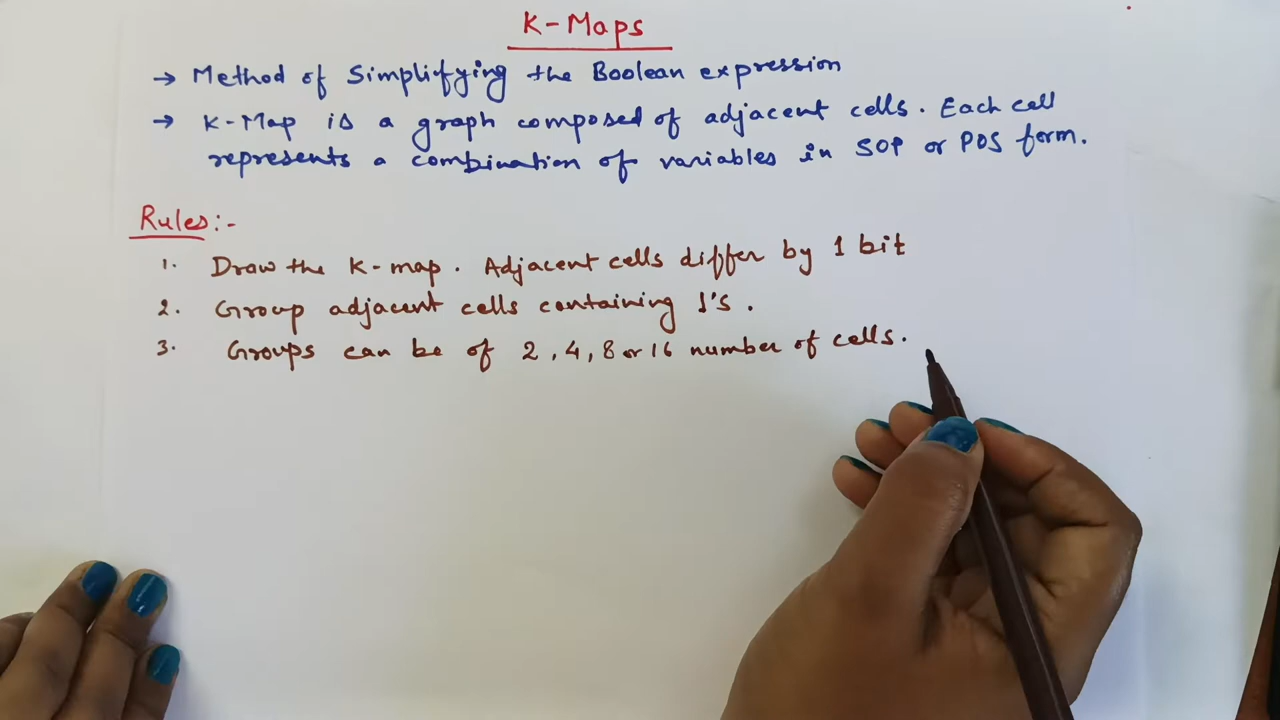 K-Maps
→ Method of Simplifying the Boolean expression
→ K-Map is a graph composed of adjacent cells. Each cell
represents a combination of variables in SOP or POS form.
Rules:-
1. Draw the K-map. Adjacent cells differ by 1 bit
2. Group adjacent cells containing 1's.
3. Groups can be of 2, 4, 8 or 16 number of cells.